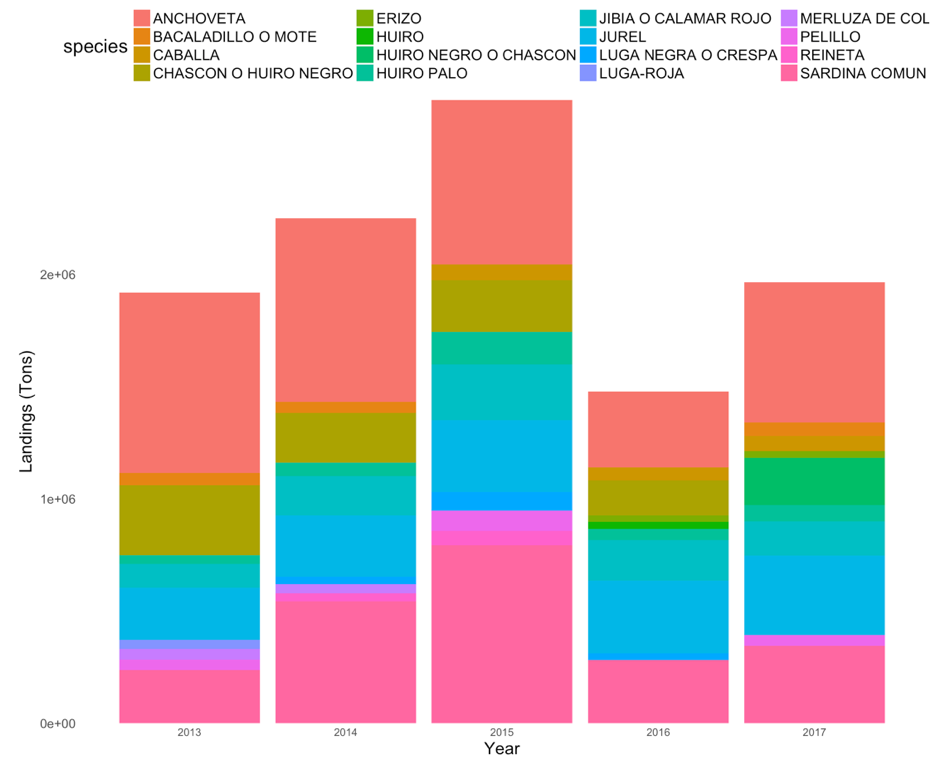 species
ANCHOVETA
BACALADILLO O MOTE
CABALLA
CHASCON O HUIRO NEGRO
ERIZO
HUIRO
HUIRO NEGRO O CHASCON
HUIRO PALO
JIBIA O CALAMAR ROJO
JUREL
LUGA NEGRA O CRESPA
LUGA-ROJA
MERLUZA DE COL
PELILLO
REINETA
SARDINA COMUN
Landings (Tons)
2e+06
1e+06
0e+00
2013
2014
2015
2016
2017
Year